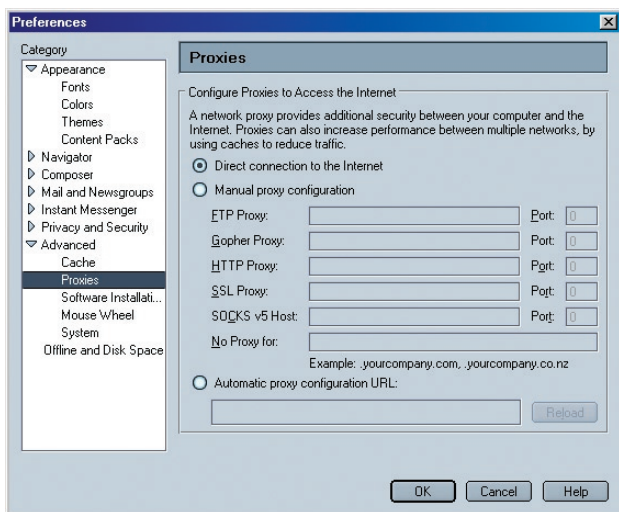 Preferences
Category
Appearance
Fonts
Colors
Themes
Content Packs
Navigator
Composer
Mail and Newsgroups
Instant Messenger
Privacy and Security
Advanced
Cache
Proxies
Software Installati...
Mouse Wheel
System
Offline and Disk Space
Proxies
Configure Proxies to Access the Internet
A network proxy provides additional security between your computer and the
Internet. Proxies can also increase performance between multiple networks, by
using caches to reduce traffic.
Direct connection to the Internet
Manual proxy configuration
FTP Proxy: Port: 0
Gopher Proxy: Port: 0
HTTP Proxy: Port: 0
SSL Proxy: Port: 0
SOCKS v5 Host: Port: 0
No Proxy for:
Example: .yourcompany.com, .yourcompany.co.nz
Automatic proxy configuration URL:
Reload
OK Cancel Help